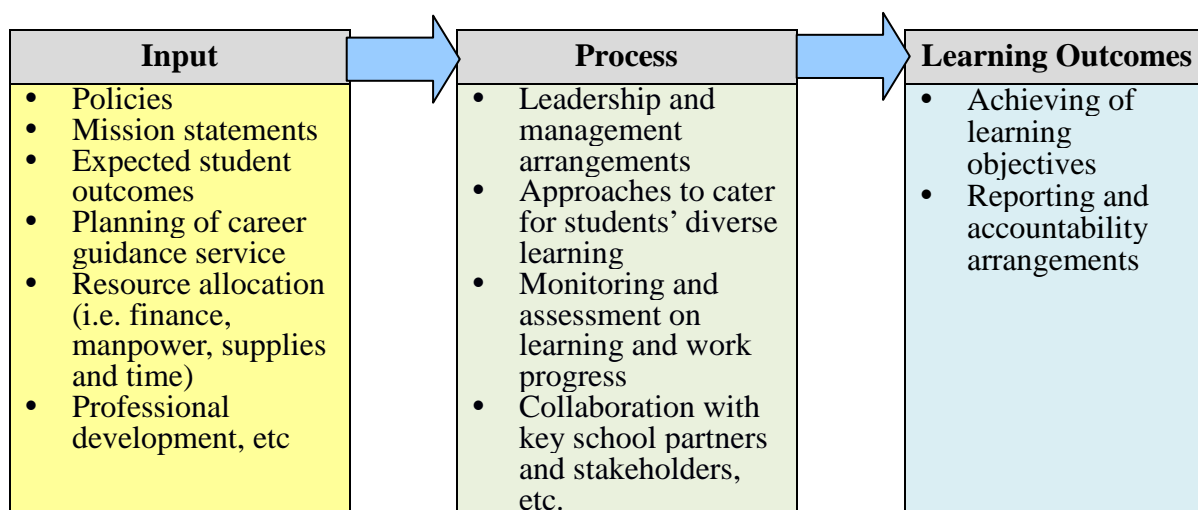 Input
• Policies
• Mission statements
• Expected student
outcomes
• Planning of career
guidance service
• Resource allocation
(i.e. finance,
manpower, supplies
and time)
• Professional
development, etc
Process
• Leadership and
management
arrangements
• Approaches to cater
for students’ diverse
learning
• Monitoring and
assessment on
learning and work
progress
• Collaboration with
key school partners
and stakeholders,
etc.
Learning Outcomes
• Achieving of
learning
objectives
• Reporting and
accountability
arrangements